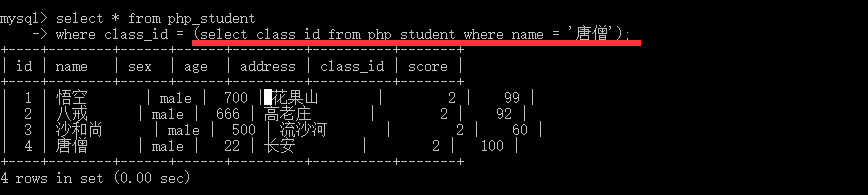 mysql> select * from php_student
    -> where class_id = (select class_id from php_student where name = '唐僧');
+----+--------+------+-----+---------+----------+-------+
| id | name | sex | age | address | class_id | score |
+----+--------+------+-----+---------+----------+-------+
| 1 | 悟空 | male | 700 | 花果山 | 2 | 99 |
| 2 | 八戒 | male | 666 | 高老庄 | 2 | 92 |
| 3 | 沙和尚 | male | 500 | 流沙河 | 2 | 60 |
| 4 | 唐僧 | male | 22 | 长安 | 2 | 100 |
+----+--------+------+-----+---------+----------+-------+
4 rows in set (0.00 sec)